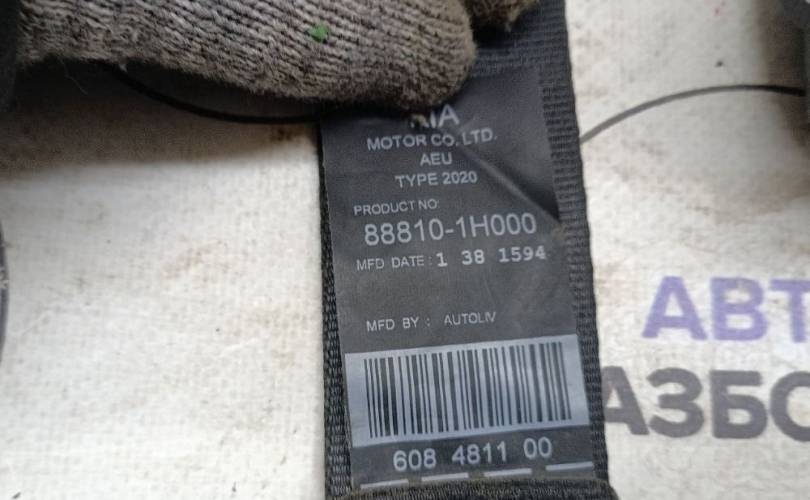 KIA
MOTOR CO. LTD.
AEU
TYPE 2020
PRODUCT NO:
88810-1H000
MFD DATE : 1 38 1594
MFD BY : AUTOLIV
608 4811 00
АВТ
АЗБО